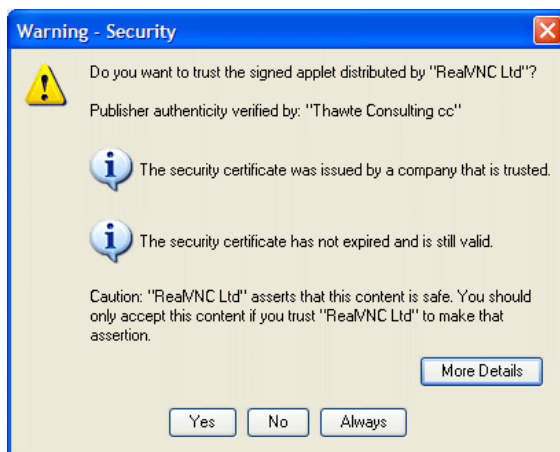 Warning - Security
Do you want to trust the signed applet distributed by "RealVNC Ltd"?
Publisher authenticity verified by: "Thawte Consulting cc"
The security certificate was issued by a company that is trusted.
The security certificate has not expired and is still valid.
Caution: "RealVNC Ltd" asserts that this content is safe. You should
only accept this content if you trust "RealVNC Ltd" to make that
assertion.
More Details
Yes No Always